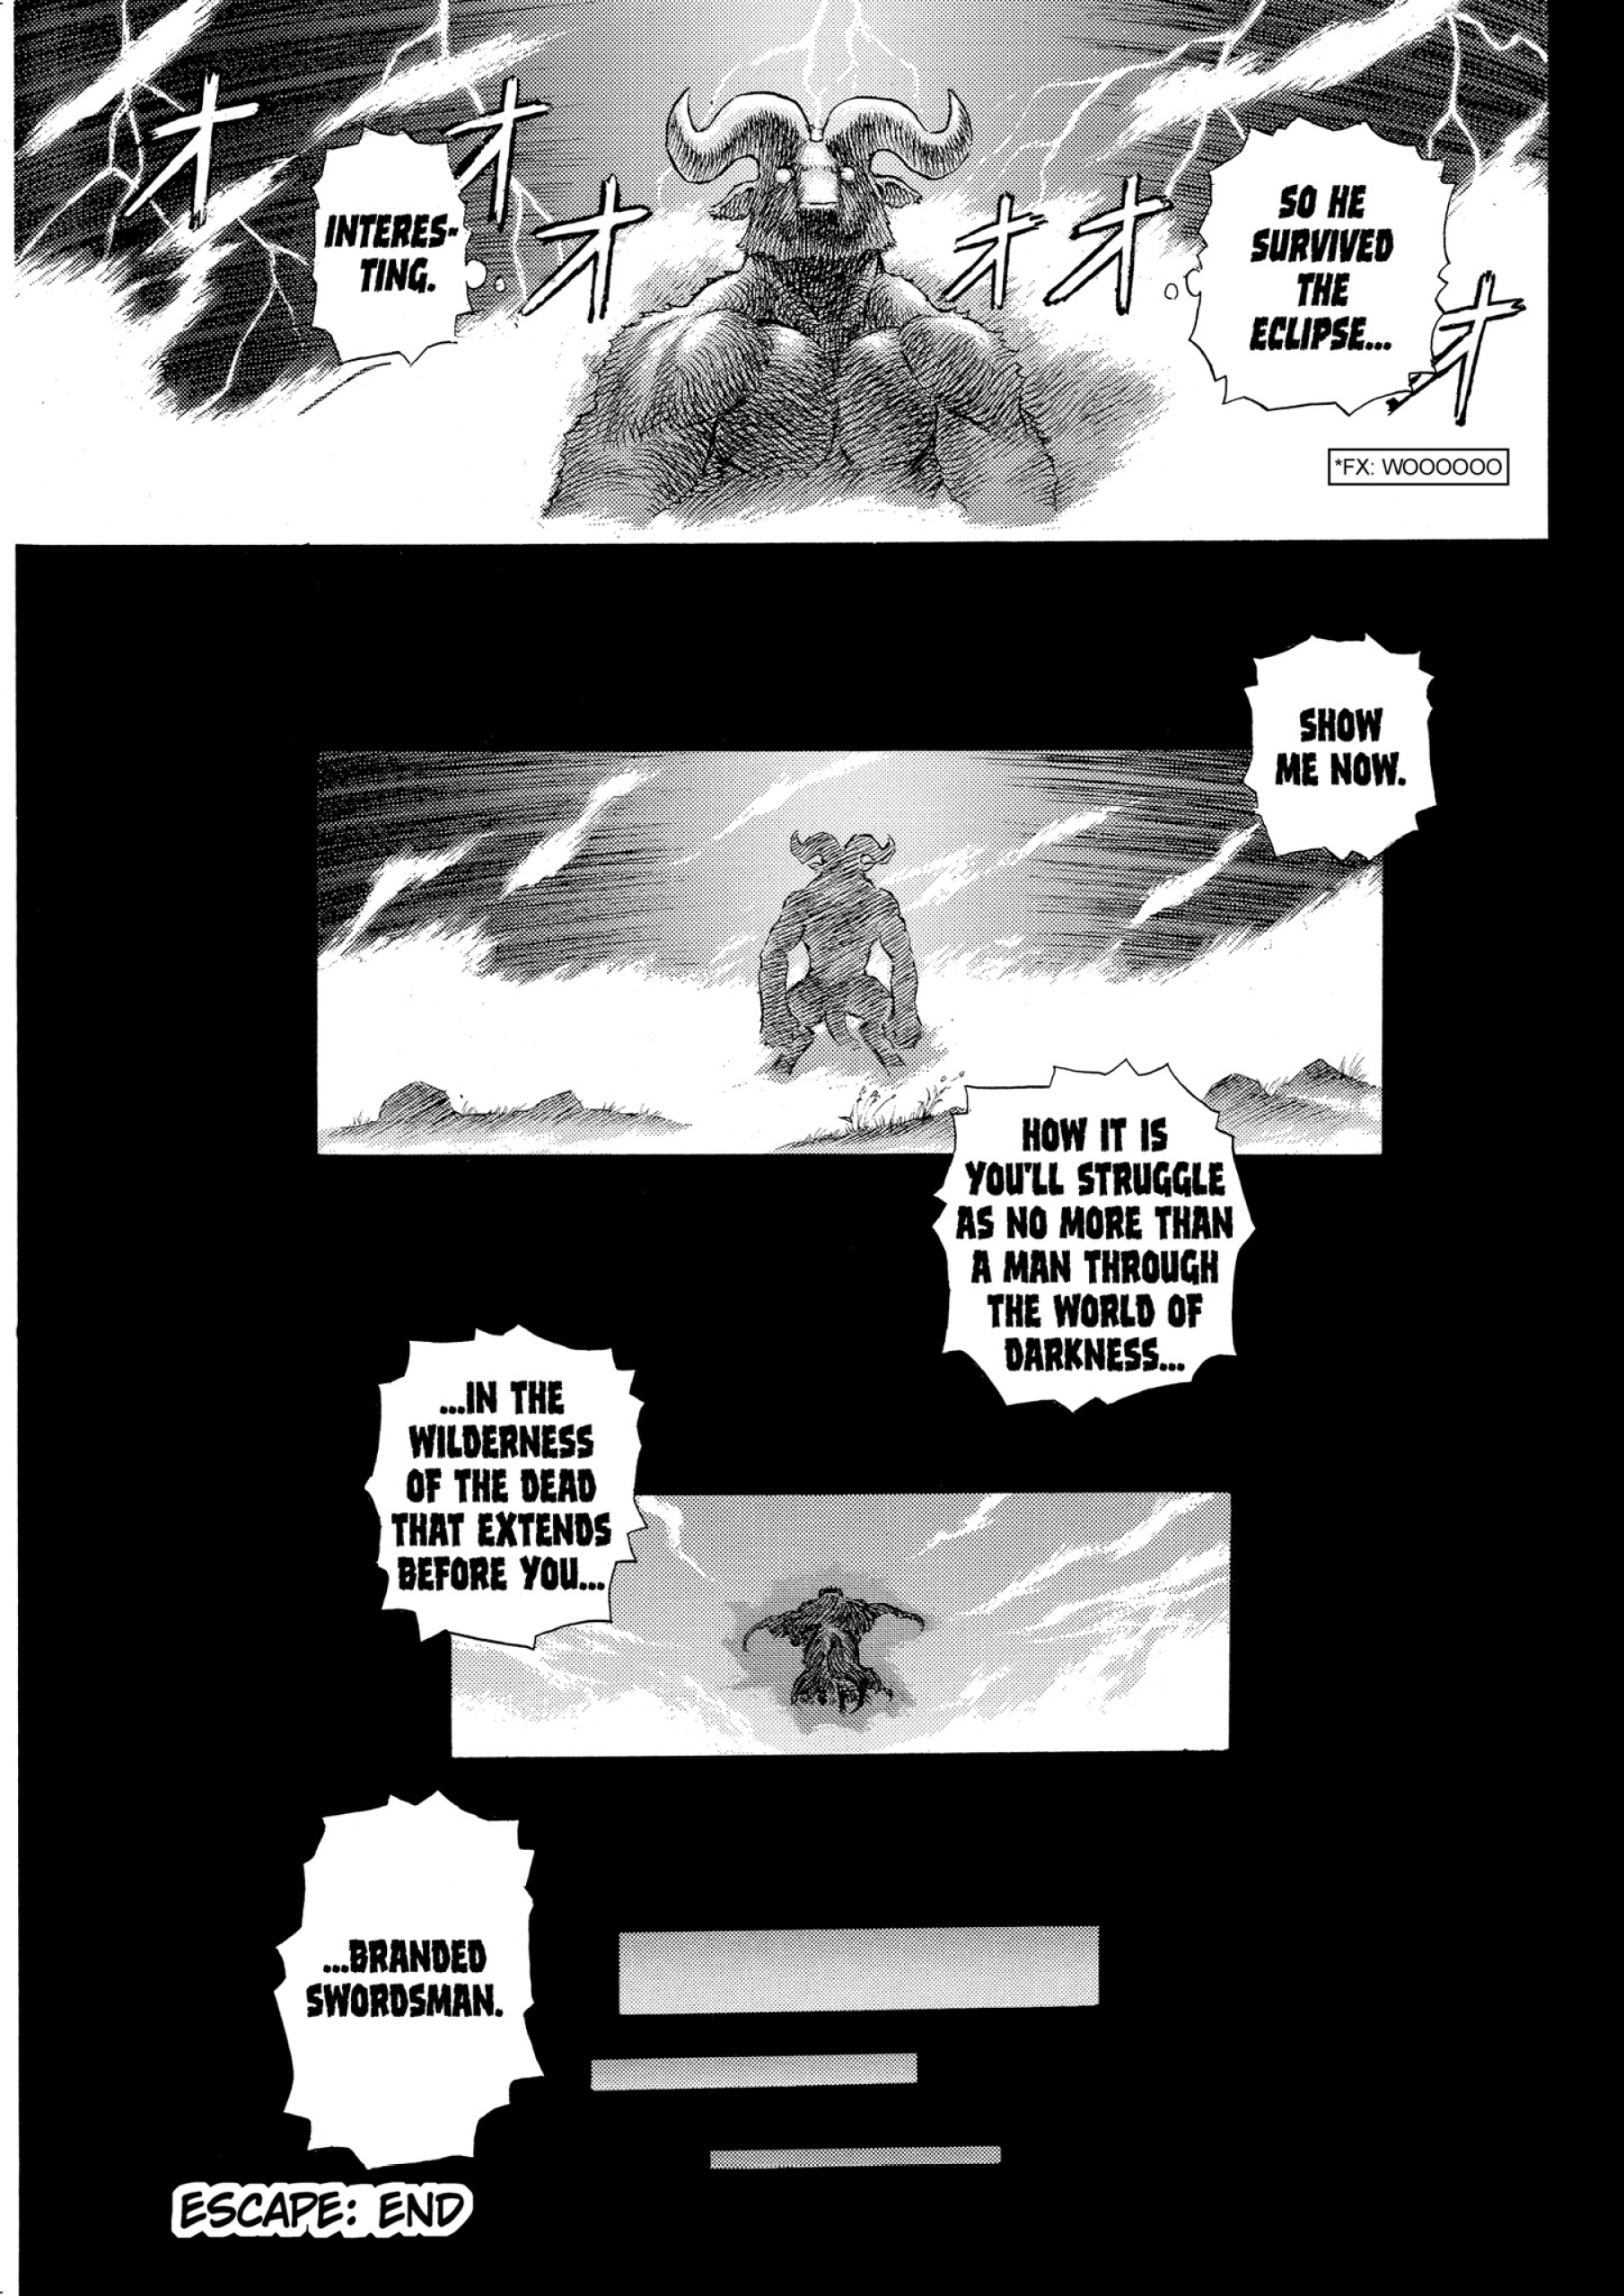 SO HE
SURVIVED
THE
ECLIPSE...
INTERES-
TING.
オオオオオオ
*FX: WOOOOOO
SHOW
ME NOW.
HOW IT IS
YOU'LL STRUGGLE
AS NO MORE THAN
A MAN THROUGH
THE WORLD OF
DARKNESS...
...IN THE
WILDERNESS
OF THE DEAD
THAT EXTENDS
BEFORE YOU...
...BRANDED
SWORDSMAN.
ESCAPE: END